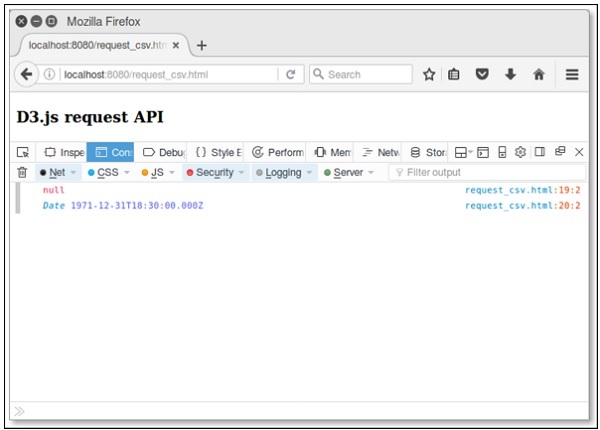 Mozilla Firefox
localhost:8080/request_csv.htm
localhost:8080/request_csv.html
Search
D3.js request API
Inspe
Con
Debu
Style E
Perform
Men
Netw
Stora
Net
CSS
JS
Security
Logging
Server
Filter output
null request_csv.html:19:2
Date 1971-12-31T18:30:00.000Z request_csv.html:20:2